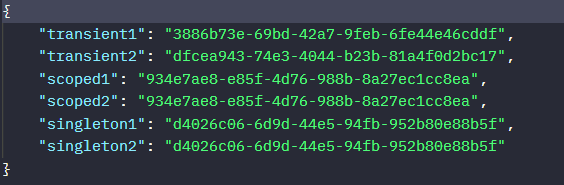 {
"transient1": "3886b73e-69bd-42a7-9feb-6fe44e46cddf",
"transient2": "dfcea943-74e3-4044-b23b-81a4f0d2bc17",
"scoped1": "934e7ae8-e85f-4d76-988b-8a27ec1cc8ea",
"scoped2": "934e7ae8-e85f-4d76-988b-8a27ec1cc8ea",
"singleton1": "d4026c06-6d9d-44e5-94fb-952b80e88b5f",
"singleton2": "d4026c06-6d9d-44e5-94fb-952b80e88b5f"
}